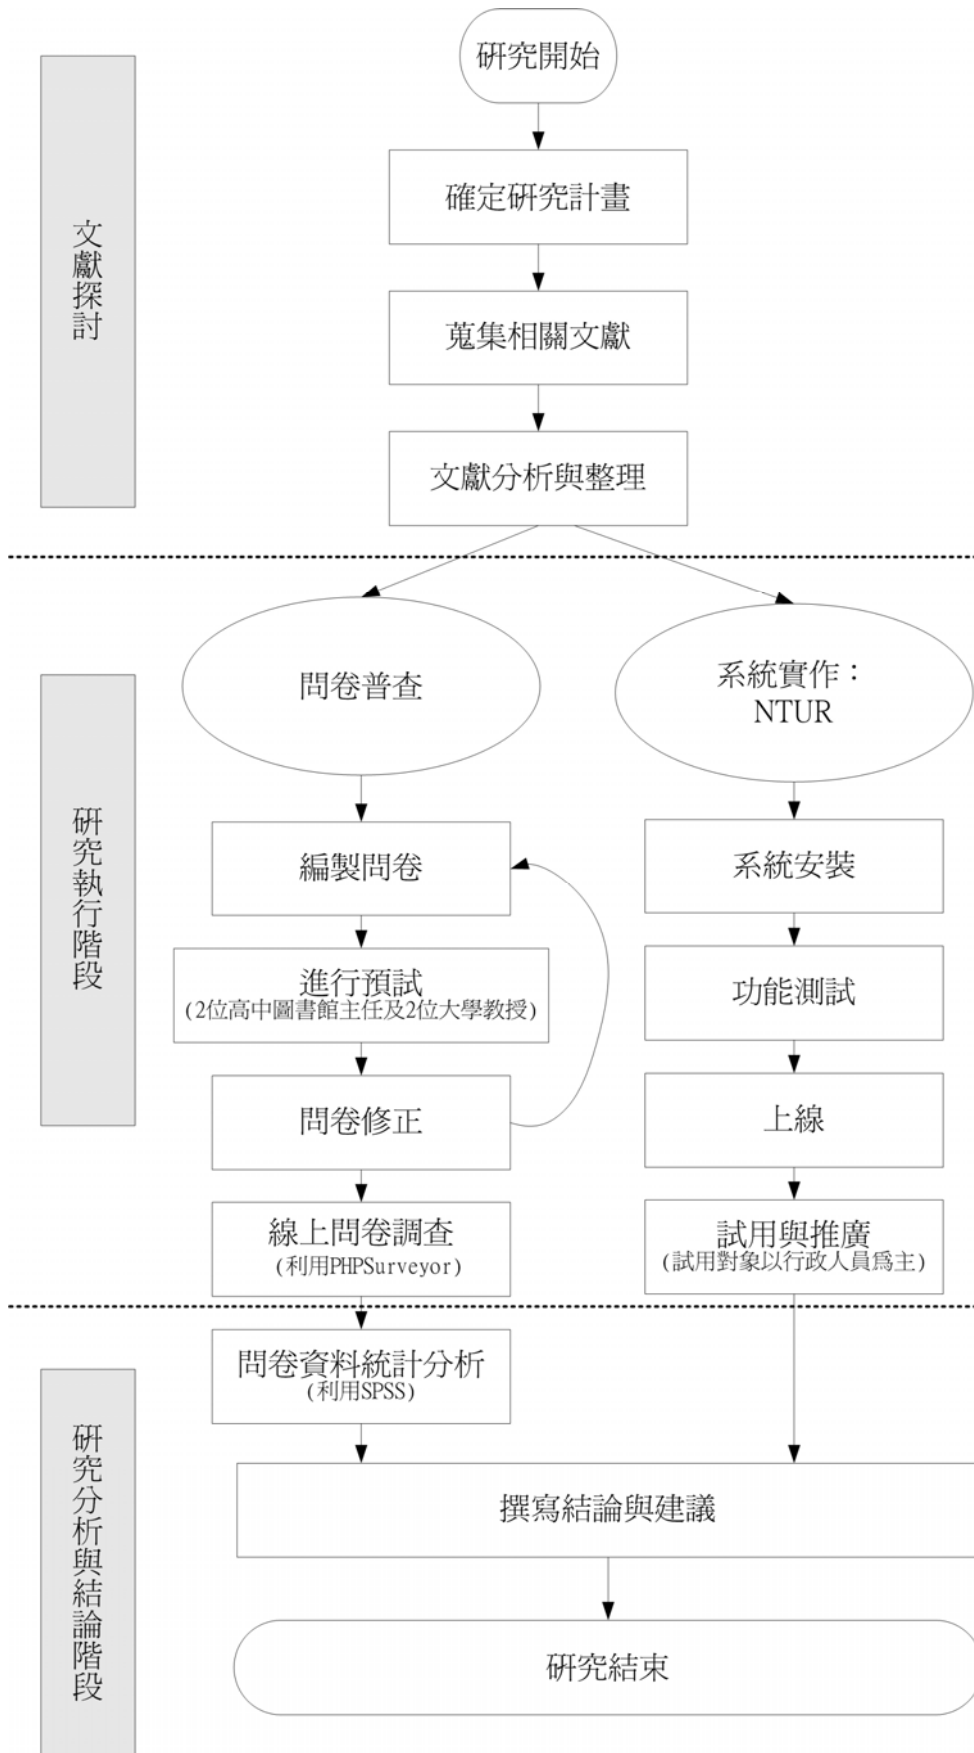 研究開始
文獻探討
確定研究計畫
蒐集相關文獻
文獻分析與整理
研究執行階段
問卷普查
系統實作：
NTUR
編製問卷
系統安裝
進行預試
(2位高中圖書館主任及2位大學教授)
功能測試
問卷修正
上線
線上問卷調查
(利用PHPSurveyor)
試用與推廣
(試用對象以行政人員為主)
研究分析與結論階段
問卷資料統計分析
(利用SPSS)
撰寫結論與建議
研究結束